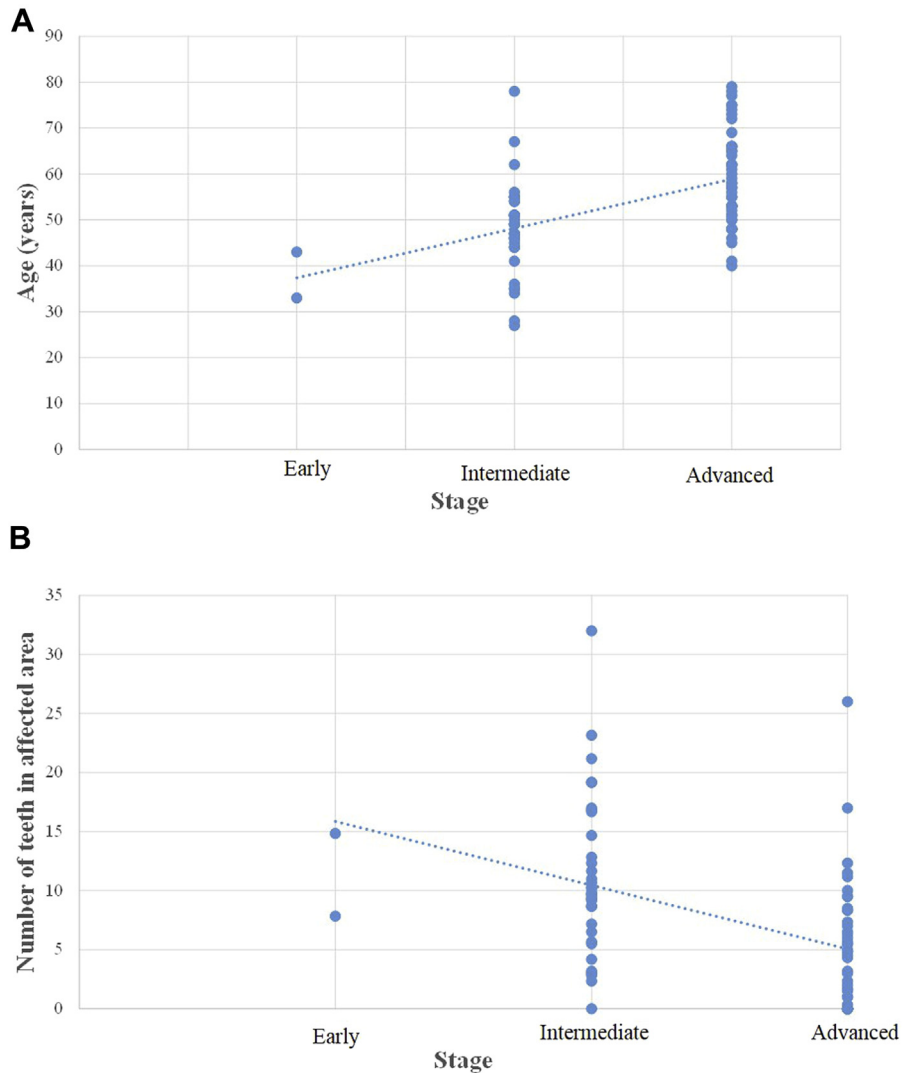 A
90
80
70
60
50
40
30
20
10
0
Age (years)
Early Intermediate Advanced
Stage
B
35
30
25
20
15
10
5
0
Number of teeth in affected area
Early Intermediate Advanced
Stage